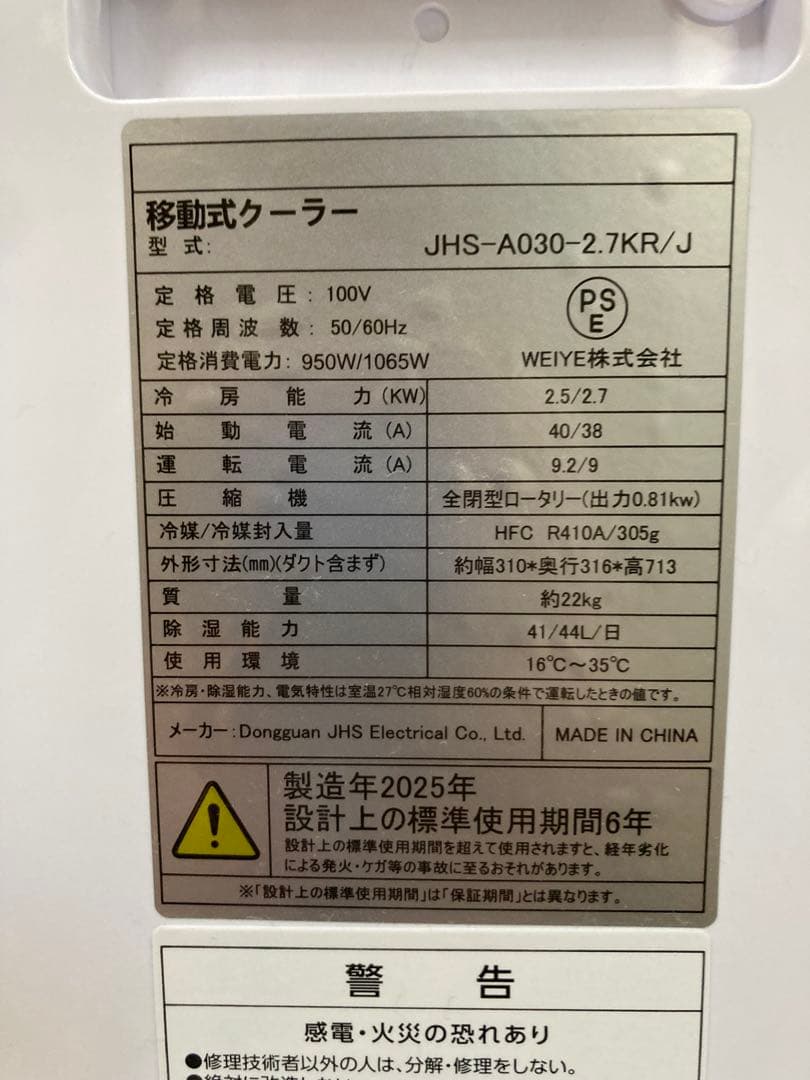 移動式クーラー
型式: JHS-A030-2.7KR/J
定格電圧: 100V
定格周波数: 50/60Hz
定格消費電力: 950W/1065W
PS
E
WEIYE株式会社
冷房能力(KW) 2.5/2.7
始動電流(A) 40/38
運転電流(A) 9.2/9
圧縮機 全閉型ロータリー(出力0.81kw)
冷媒/冷媒封入量 HFC R410A/305g
外形寸法(mm)(ダクト含まず) 約幅310*奥行316*高713
質量 約22kg
除湿能力 41/44L/日
使用環境 16℃～35℃
※冷房・除湿能力、電気特性は室温27℃相対湿度60%の条件で運転したときの値です。
メーカー:Dongguan JHS Electrical Co., Ltd. MADE IN CHINA
製造年2025年
設計上の標準使用期間6年
設計上の標準使用期間を超えて使用されますと、経年劣化
による発火・ケガ等の事故に至るおそれがあります。
※「設計上の標準使用期間」は「保証期間」とは異なります。
警告
感電・火災の恐れあり
●修理技術者以外の人は、分解・修理をしない。